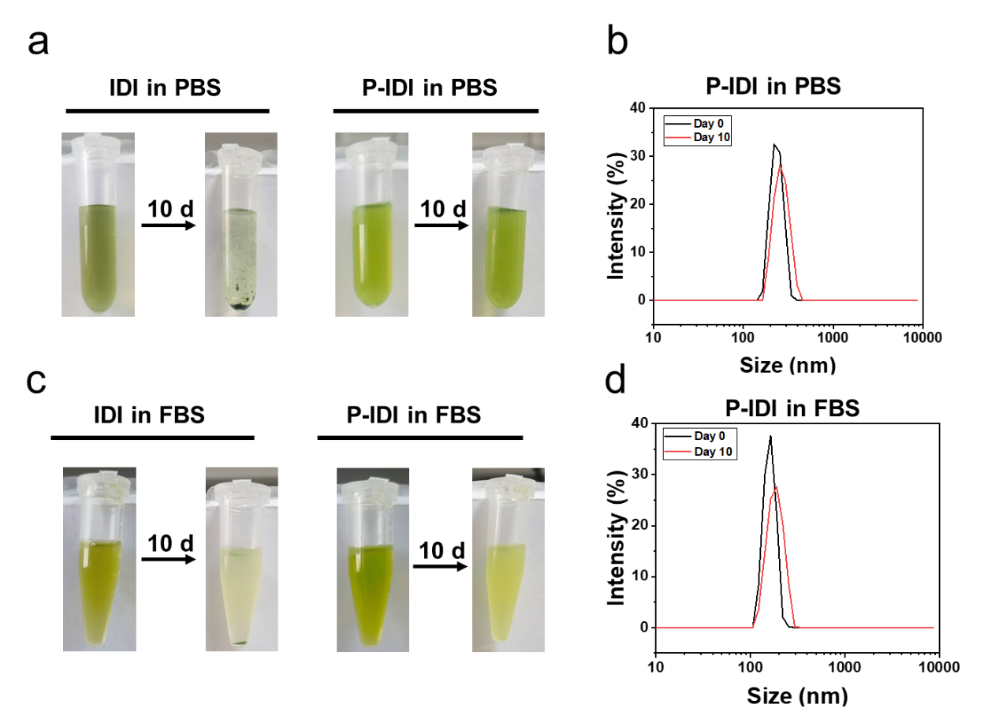 a
IDI in PBS
P-IDI in PBS
10 d
10 d
b
P-IDI in PBS
Day 0
Day 10
40
30
20
10
0
Intensity (%)
10
100
1000
10000
Size (nm)
c
IDI in FBS
P-IDI in FBS
10 d
10 d
d
P-IDI in FBS
Day 0
Day 10
40
30
20
10
0
Intensity (%)
10
100
1000
10000
Size (nm)